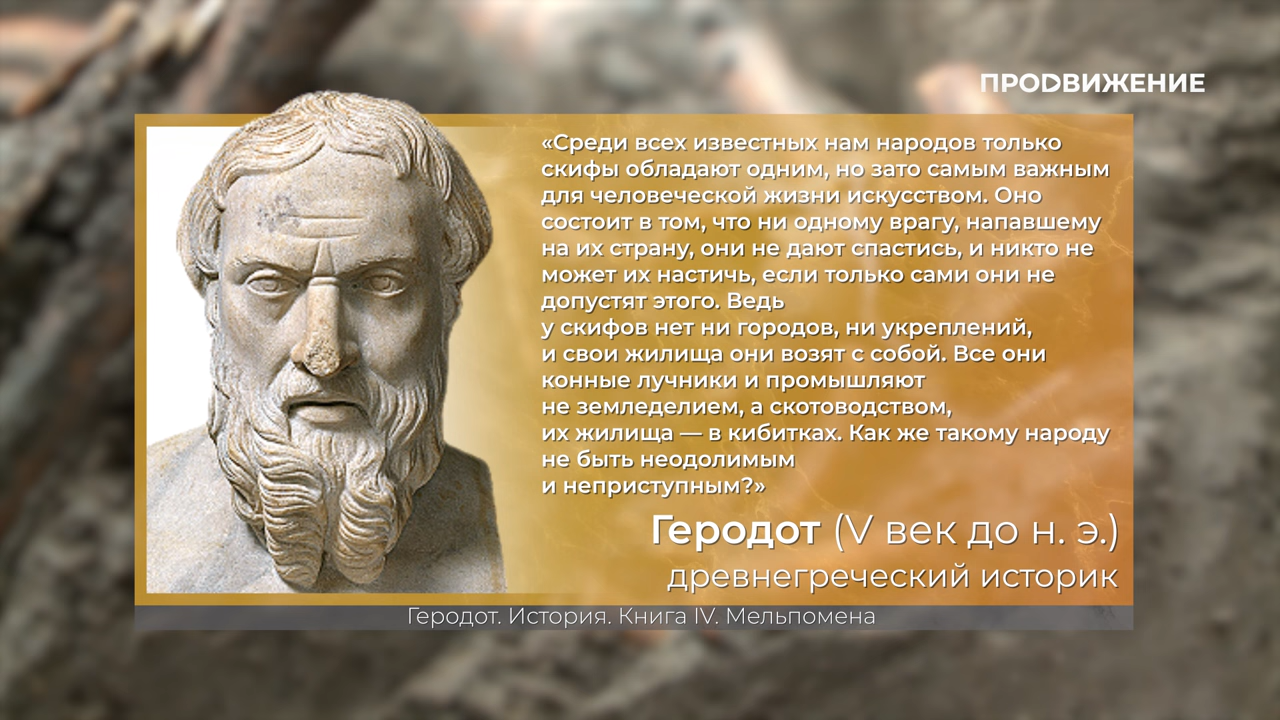 ПРОDВИЖЕНИЕ
«Среди всех известных нам народов только
скифы обладают одним, но зато самым важным
для человеческой жизни искусством. Оно
состоит в том, что ни одному врагу, напавшему
на их страну, они не дают спастись, и никто не
может их настичь, если только сами они не
допустят этого. Ведь
у скифов нет ни городов, ни укреплений,
и свои жилища они возят с собой. Все они
конные лучники и промышляют
не земледелием, а скотоводством,
их жилища — в кибитках. Как же такому народу
не быть неодолимым
и неприступным?»
Геродот (V век до н. э.)
древнегреческий историк
Геродот. История. Книга IV. Мельпомена